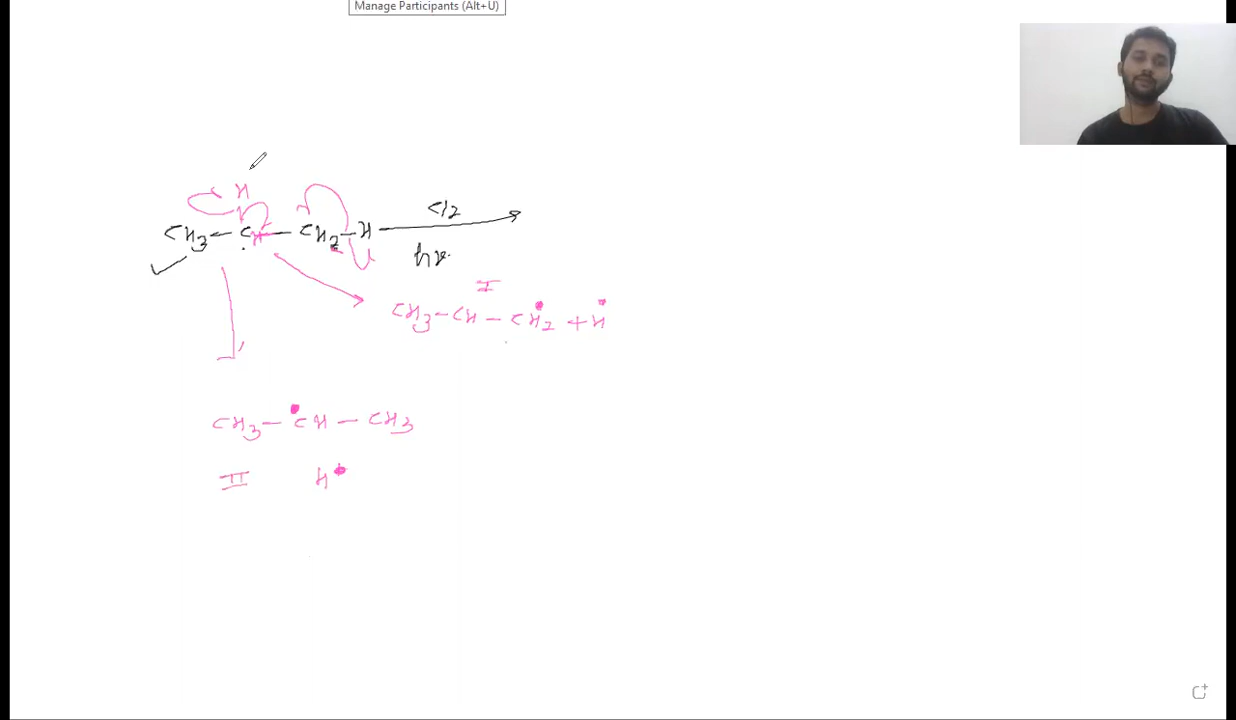 Manage Participants (Alt+U)
H
CH3-CH-CH2-H
Cl2
hν
I
CH3-CH-CH2 + H
CH3-CH-CH3
II H